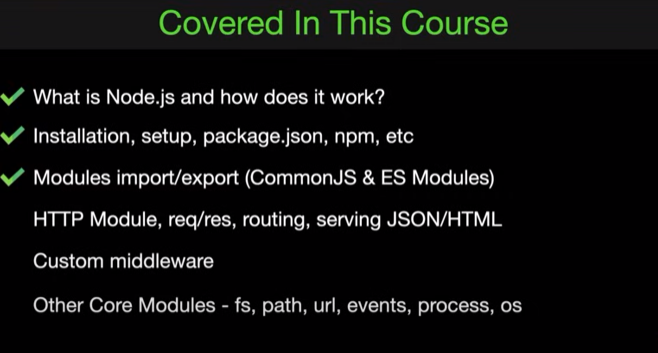 Covered In This Course
What is Node.js and how does it work?
Installation, setup, package.json, npm, etc
Modules import/export (CommonJS & ES Modules)
HTTP Module, req/res, routing, serving JSON/HTML
Custom middleware
Other Core Modules - fs, path, url, events, process, os